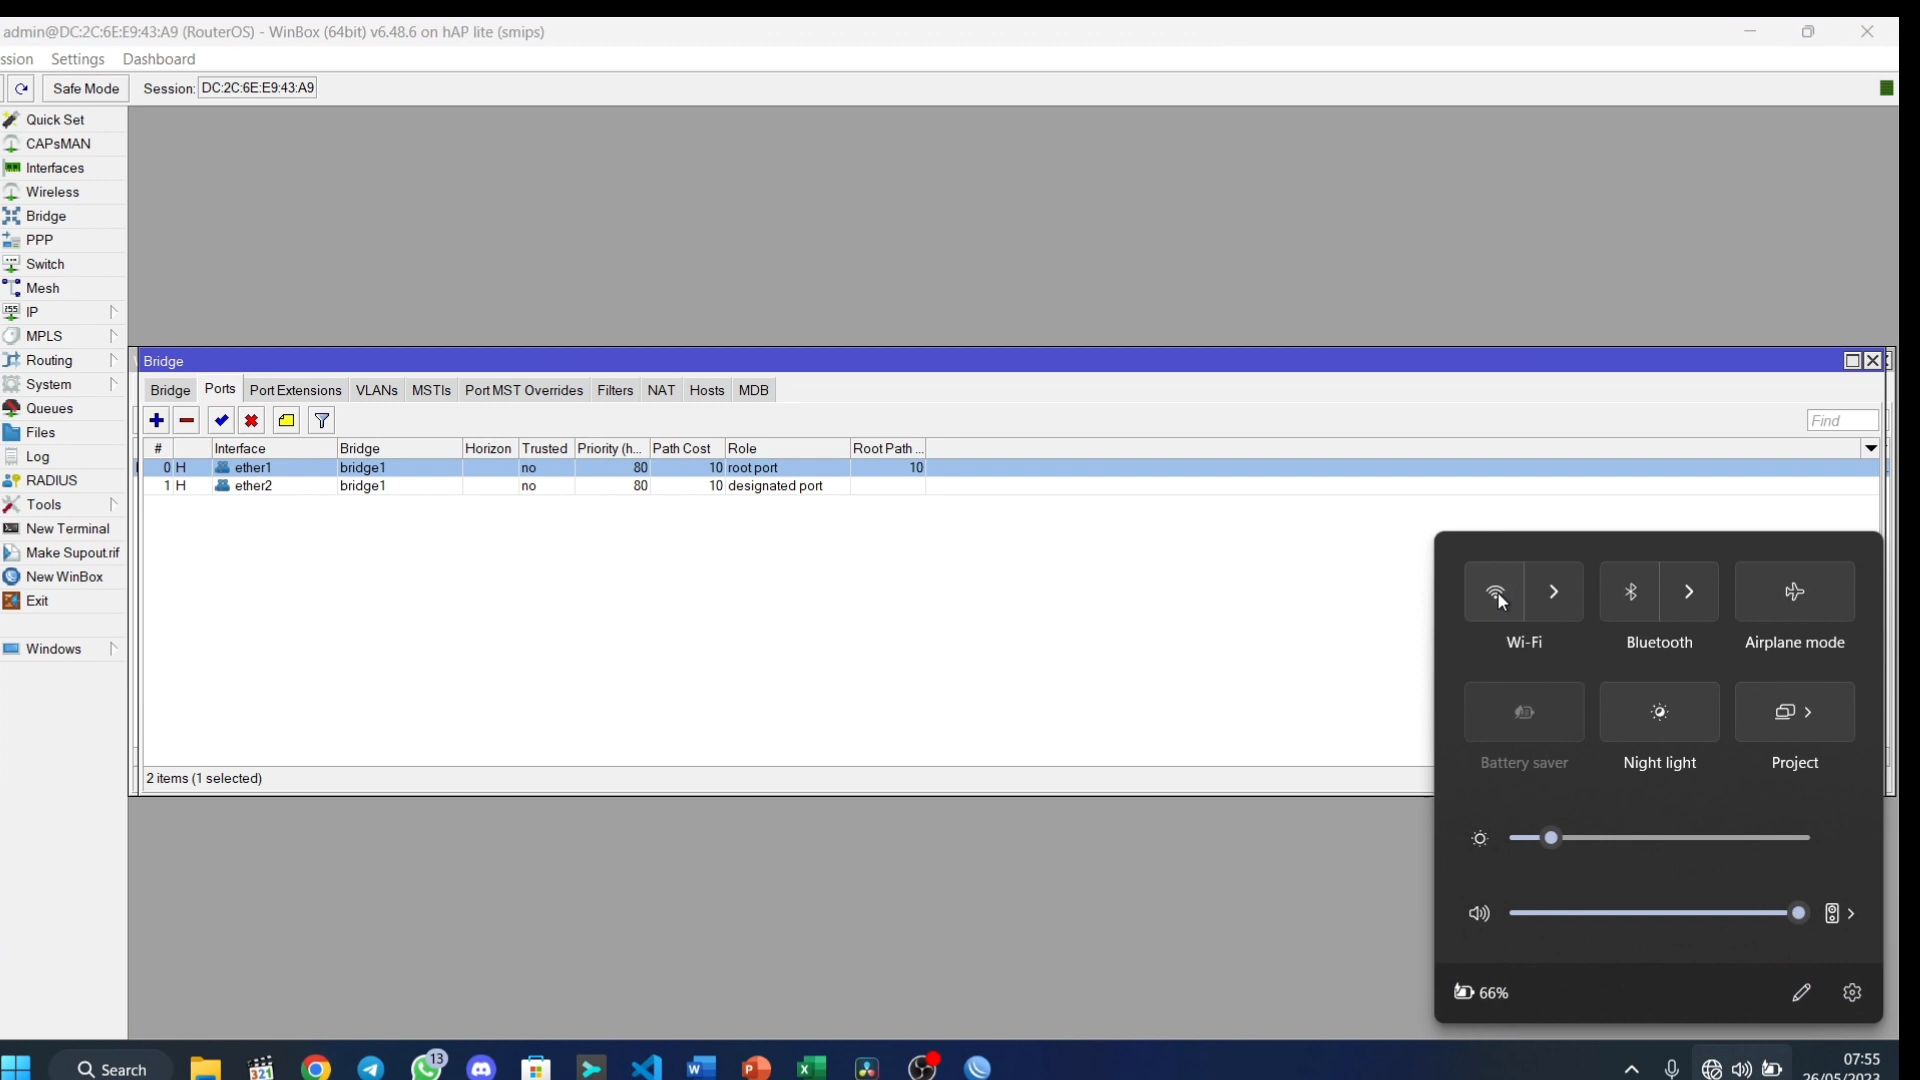 admin@DC:2C:6E:E9:43:A9 (RouterOS) - WinBox (64bit) v6.48.6 on hAP lite (smips)
ssion Settings Dashboard
Safe Mode Session: DC:2C:6E:E9:43:A9
Quick Set
CAPsMAN
Interfaces
Wireless
Bridge
PPP
Switch
Mesh
IP
MPLS
Routing
System
Queues
Files
Log
RADIUS
Tools
New Terminal
Make Supout.rif
New WinBox
Exit
Windows
Bridge
Bridge Ports Port Extensions VLANs MSTIs Port MST Overrides Filters NAT Hosts MDB
Find
# Interface Bridge Horizon Trusted Priority (h... Path Cost Role Root Path ...
0 H ether1 bridge1 no 80 10 root port 10
1 H ether2 bridge1 no 80 10 designated port
2 items (1 selected)
Wi-Fi Bluetooth Airplane mode
Battery saver Night light Project
66%
Search 13 07:55
26/05/2023